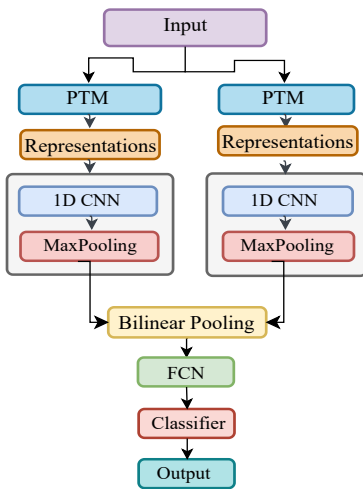 Input
PTM
PTM
Representations
Representations
1D CNN
1D CNN
MaxPooling
MaxPooling
Bilinear Pooling
FCN
Classifier
Output